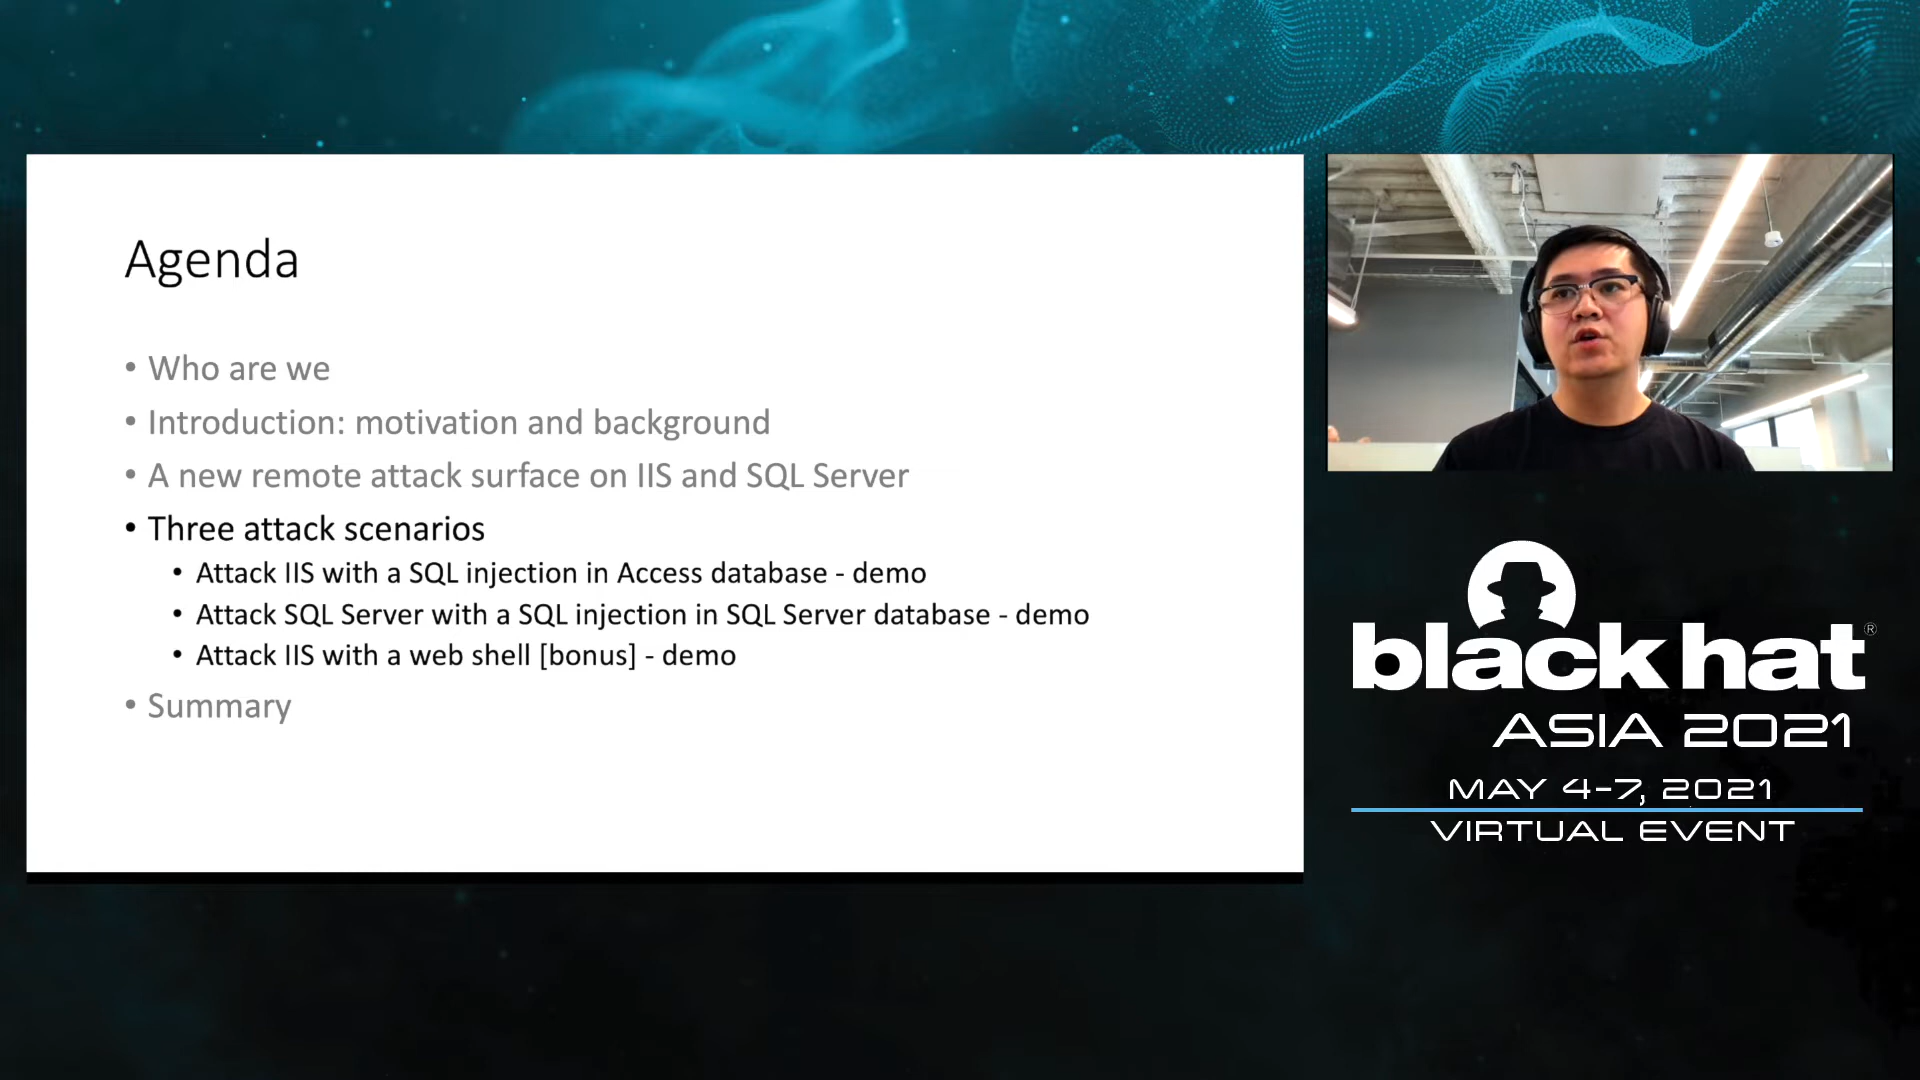 Agenda
• Who are we
• Introduction: motivation and background
• A new remote attack surface on IIS and SQL Server
• Three attack scenarios
• Attack IIS with a SQL injection in Access database - demo
• Attack SQL Server with a SQL injection in SQL Server database - demo
• Attack IIS with a web shell [bonus] - demo
• Summary
blackhat®
ASIA 2021
MAY 4-7, 2021
VIRTUAL EVENT